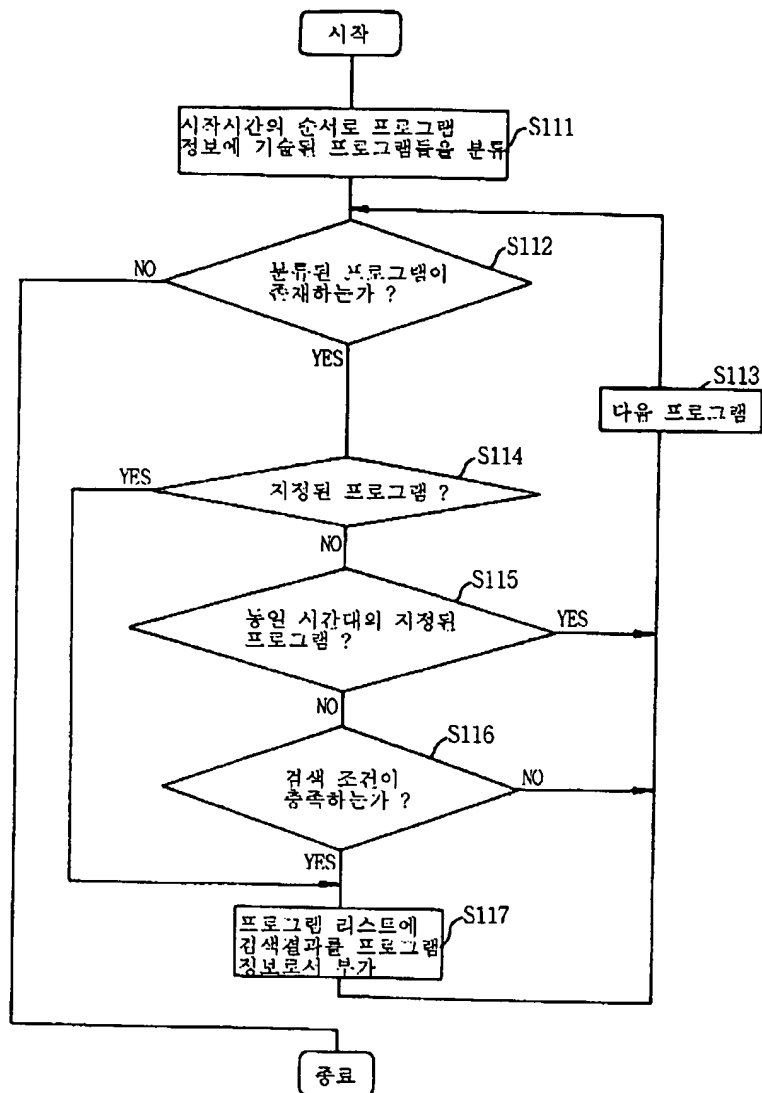 시작
시작시간의 순서로 프로그램
정보에 기술된 프로그램들을 분류
S111
S112
분류된 프로그램이
존재하는가 ?
NO
YES
S113
다음 프로그램
S114
지정된 프로그램 ?
YES
NO
S115
동일 시간대의 지정된
프로그램 ?
YES
NO
S116
검색 조건이
충족하는가 ?
NO
YES
S117
프로그램 리스트에
검색결과를 프로그램
정보로서 부가
종료